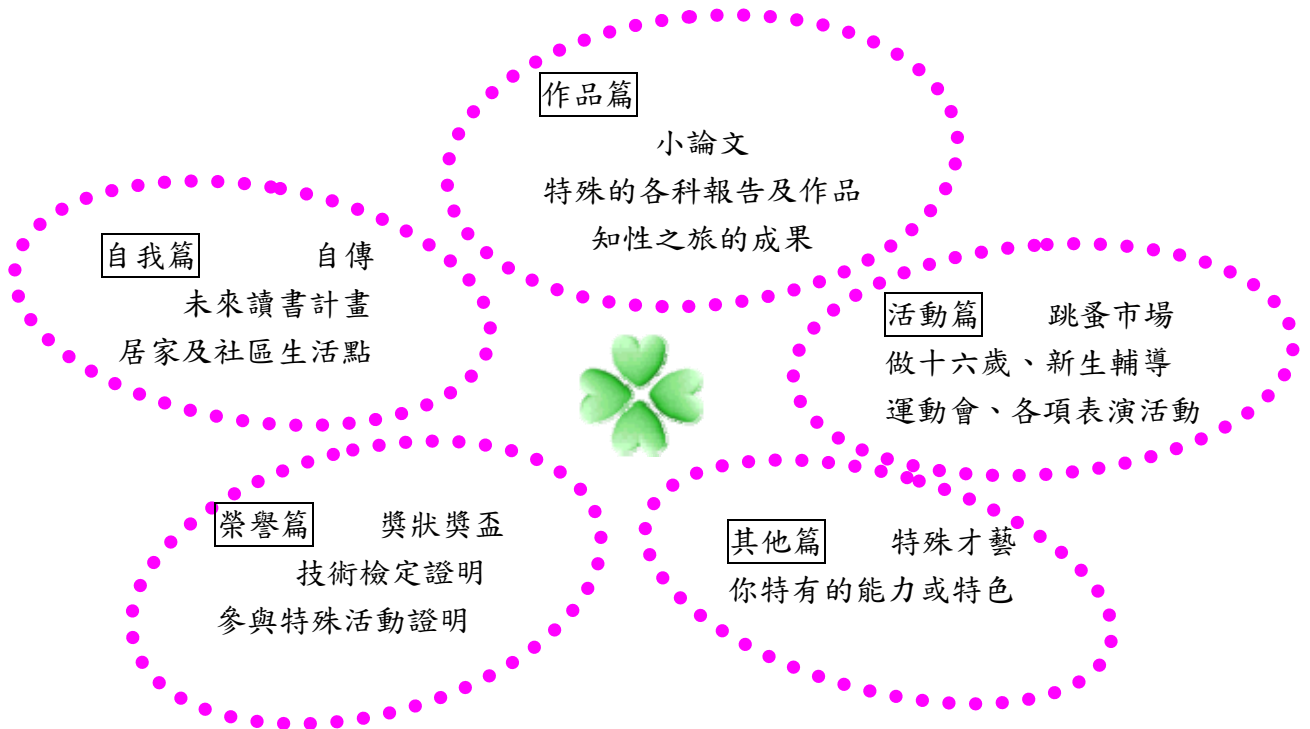 作品篇
小論文
特殊的各科報告及作品
知性之旅的成果
自我篇 自傳
未來讀書計畫
居家及社區生活點
活動篇 跳蚤市場
做十六歲、新生輔導
運動會、各項表演活動
榮譽篇 獎狀獎盃
技術檢定證明
參與特殊活動證明
其他篇 特殊才藝
你特有的能力或特色